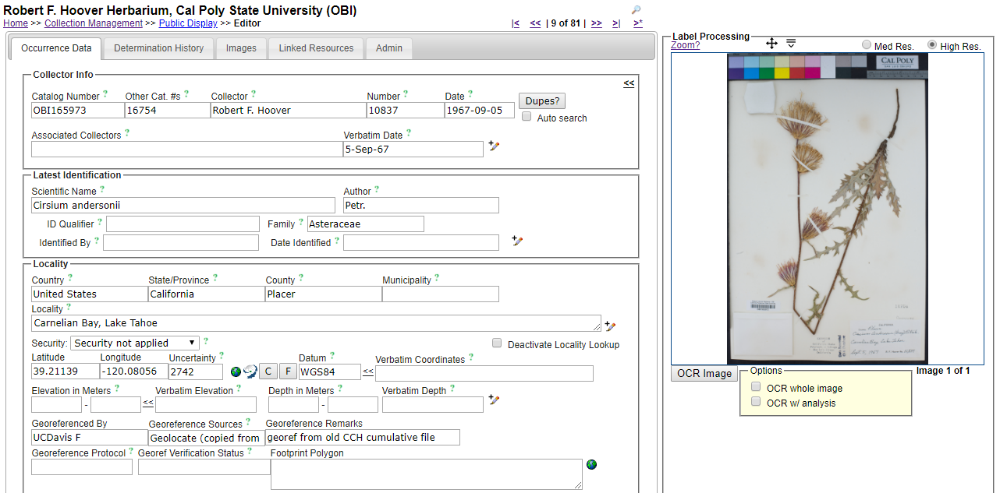 Robert F. Hoover Herbarium, Cal Poly State University (OBI)
Home >> Collection Management >> Public Display >> Editor
|< << | 9 of 81 | >> >| >*
Occurrence Data Determination History Images Linked Resources Admin
Collector Info
<<
Catalog Number ? Other Cat. #s ? Collector ? Number ? Date ?
OBI165973 16754 Robert F. Hoover 10837 1967-09-05 Dupes?
Auto search
Associated Collectors ? Verbatim Date ?
5-Sep-67
Latest Identification
Scientific Name ? Author ?
Cirsium andersonii Petr.
ID Qualifier ? Family ? Asteraceae
Identified By ? Date Identified ?
Locality
Country ? State/Province ? County ? Municipality ?
United States California Placer
Locality ?
Carnelian Bay, Lake Tahoe
Security: Security not applied ? Deactivate Locality Lookup
Latitude Longitude Uncertainty ? Datum ? Verbatim Coordinates ?
39.21139 -120.08056 2742 C F WGS84 <<
Elevation in Meters ? Verbatim Elevation ? Depth in Meters ? Verbatim Depth ?
- << -
Georeferenced By Georeference Sources ? Georeference Remarks
UCDavis F Geolocate (copied from georef from old CCH cumulative file
Georeference Protocol ? Georef Verification Status ? Footprint Polygon
Label Processing
Zoom? Med Res. High Res.
CAL POLY
Carnelian Bay, Lake Tahoe
Sept. 5, 1967
OCR Image Options Image 1 of 1
OCR whole image
OCR w/ analysis